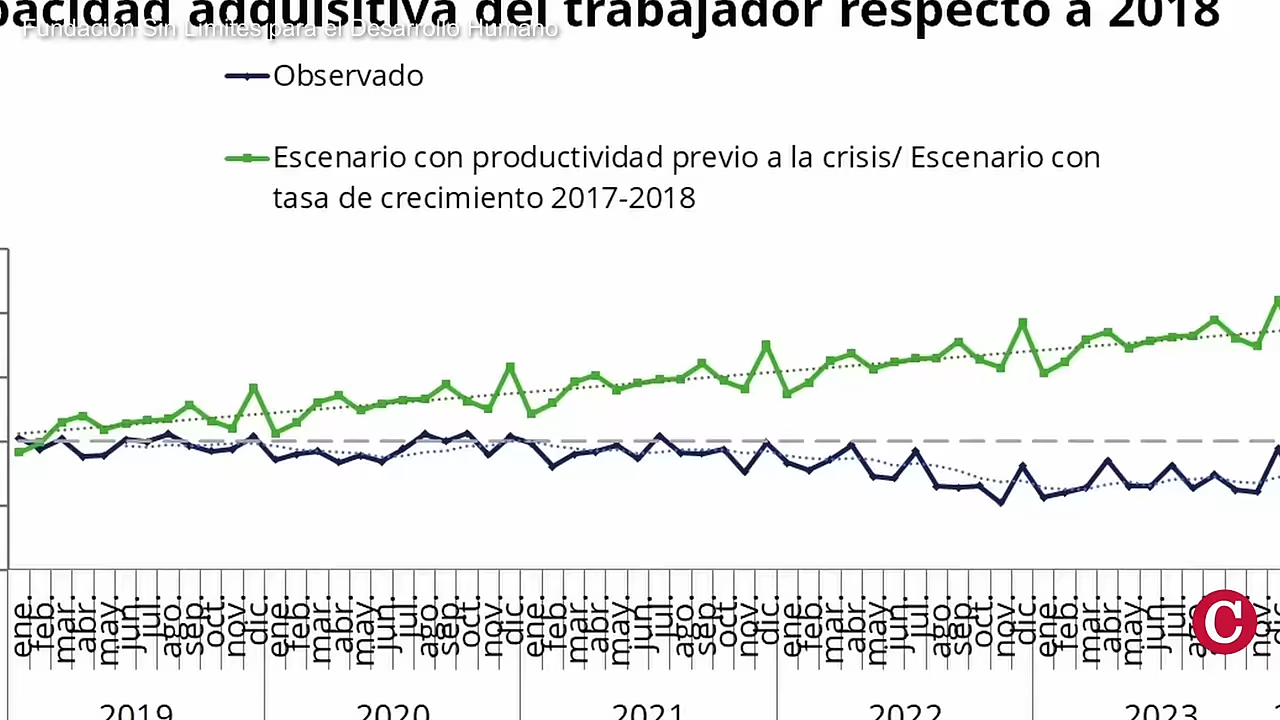 pacidad adquisitiva del trabajador respecto a 2018
Fundación Sin Límites para el Desarrollo Humano
Observado
Escenario con productividad previo a la crisis/ Escenario con
tasa de crecimiento 2017-2018
ene. feb. mar. abr. may. jun. jul. ago. sep. oct. nov. dic. ene. feb. mar. abr. may. jun. jul. ago. sep. oct. nov. dic. ene. feb. mar. abr. may. jun. jul. ago. sep. oct. nov. dic. ene. feb. mar. abr. may. jun. jul. ago. sep. oct. nov. dic. ene. feb. mar. abr. may. jun. jul.
C
2019 2020 2021 2022 2023